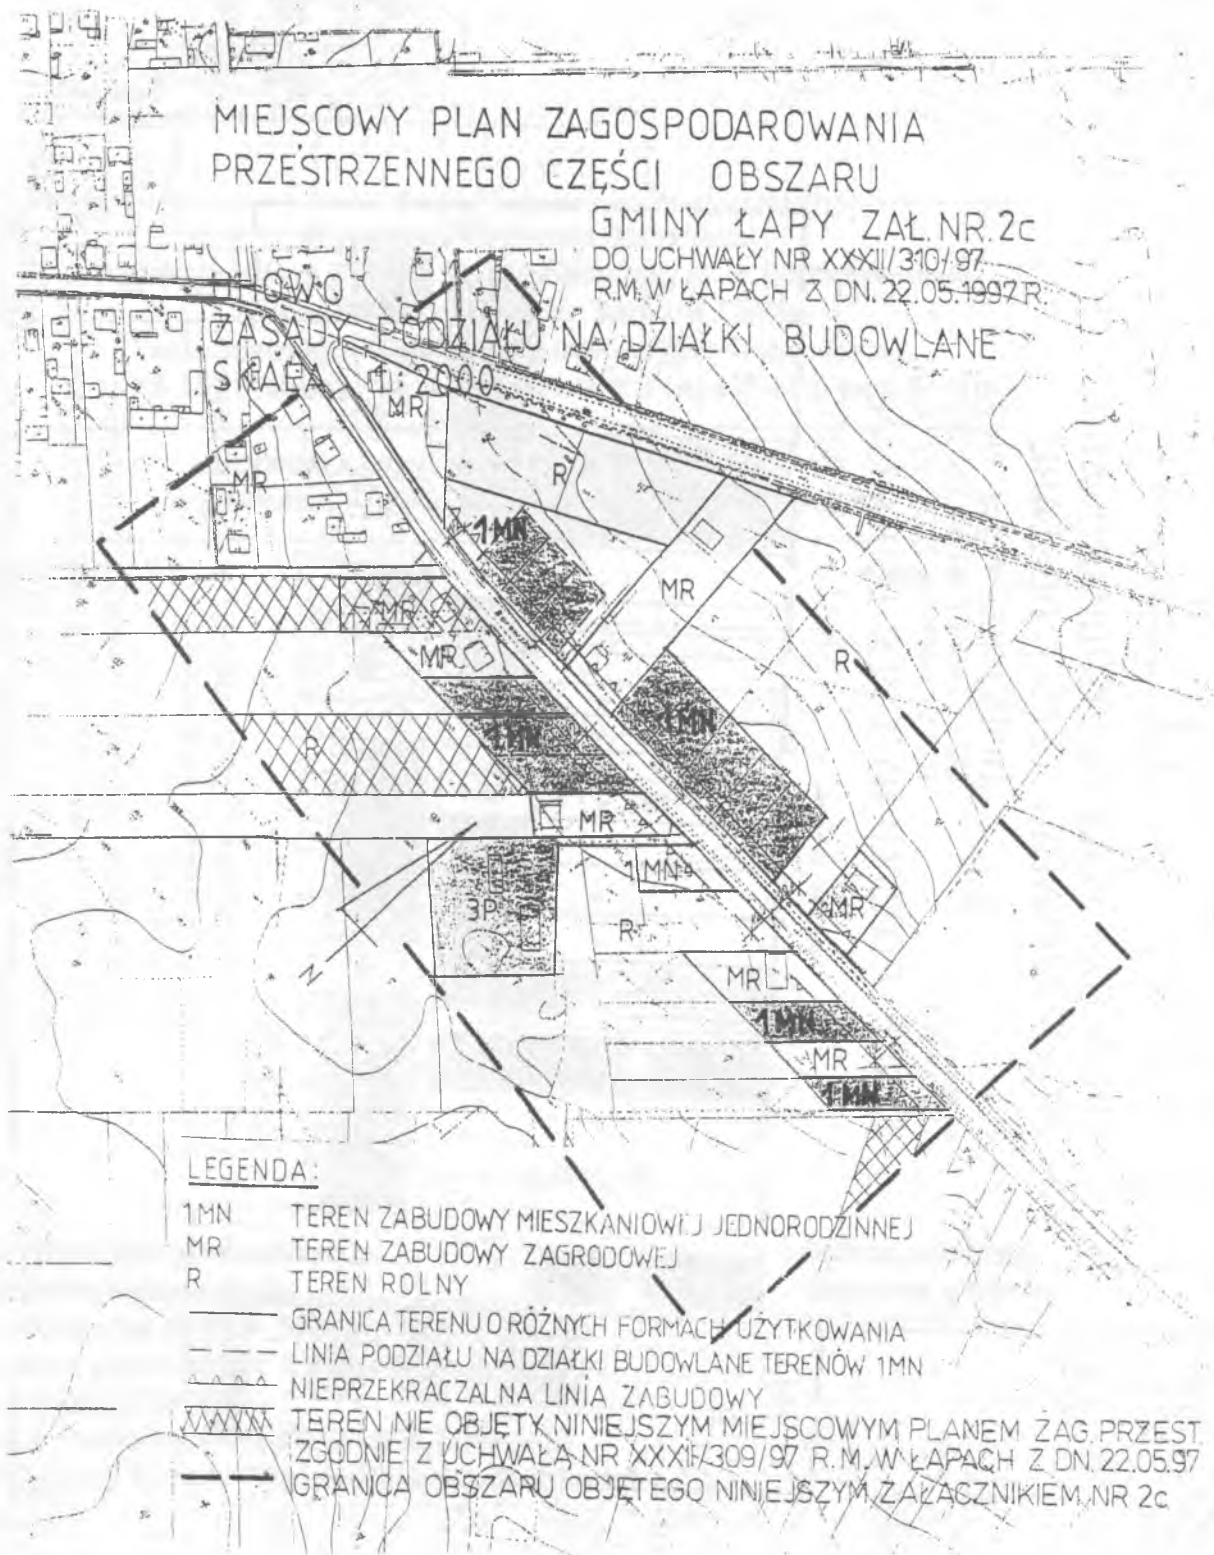 MIEJSCOWY PLAN ZAGOSPODAROWANIA
PRZESTRZENNEGO CZĘŚCI OBSZARU
GMINY ŁAPY ZAŁ. NR. 2c
DO UCHWAŁY NR XXXII/310/97
R.M. W ŁAPACH Z DN. 22.05.1997 R.
ZASADY PODZIAŁU NA DZIAŁKI BUDOWLANE
SKALA 1:2000
MR
R
MR
1MN
MR
MR
MR
R
1MN
1MN
R
MR
1MN
3P
MR
R
N
MR
1MN
MR
1MN
LEGENDA:
1MN TEREN ZABUDOWY MIESZKANIOWEJ JEDNORODZINNEJ
MR TEREN ZABUDOWY ZAGRODOWEJ
R TEREN ROLNY
GRANICA TERENU O RÓŻNYCH FORMACH UŻYTKOWANIA
LINIA PODZIAŁU NA DZIAŁKI BUDOWLANE TERENÓW 1MN
NIEPRZEKRACZALNA LINIA ZABUDOWY
TEREN NIE OBJĘTY NINIEJSZYM MIEJSCOWYM PLANEM ZAG. PRZEST.
ZGODNIE Z UCHWAŁĄ NR XXXII/309/97 R.M. W ŁAPACH Z DN. 22.05.97
GRANICA OBSZARU OBJĘTEGO NINIEJSZYM ZAŁĄCZNIKIEM NR 2c